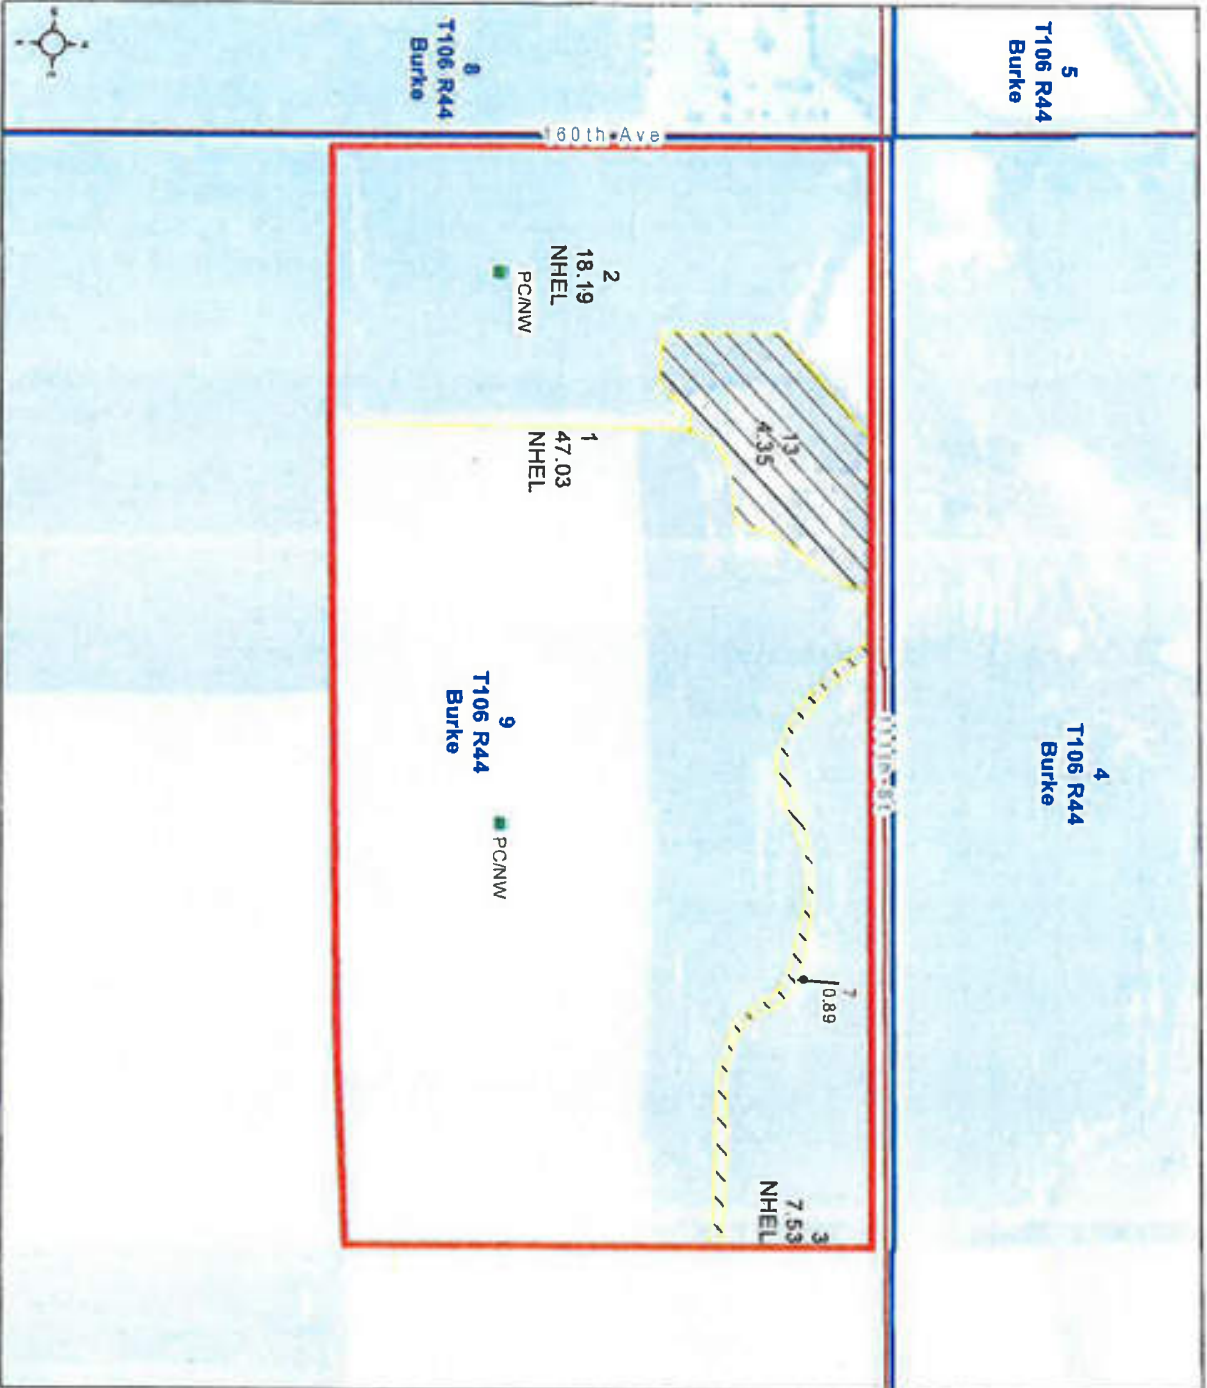 5
T106 R44
Burke
8
T106 R44
Burke
160th Ave
4
T106 R44
Burke
2
18.19
NHEL
PC/NW
13
4.35
1
47.03
NHEL
9
T106 R44
Burke
PC/NW
7
0.89
3
7.53
NHEL